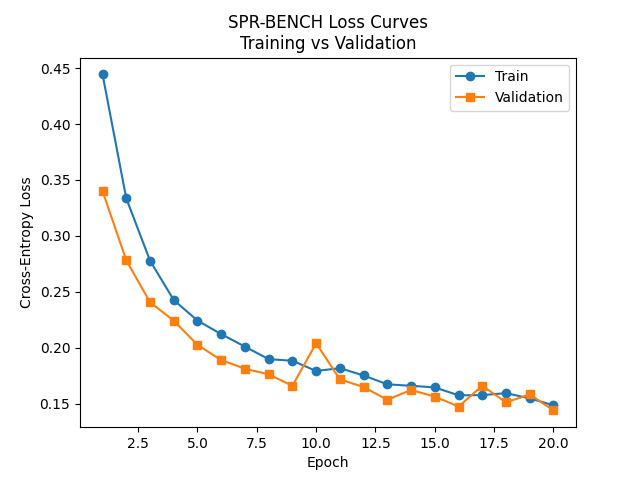 SPR-BENCH Loss Curves
Training vs Validation
Train
Validation
Cross-Entropy Loss
0.45
0.40
0.35
0.30
0.25
0.20
0.15
2.5
5.0
7.5
10.0
12.5
15.0
17.5
20.0
Epoch